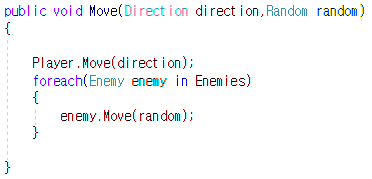 public void Move(Direction direction,Random random)
{
Player.Move(direction);
foreach(Enemy enemy in Enemies)
{
enemy.Move(random);
}
}